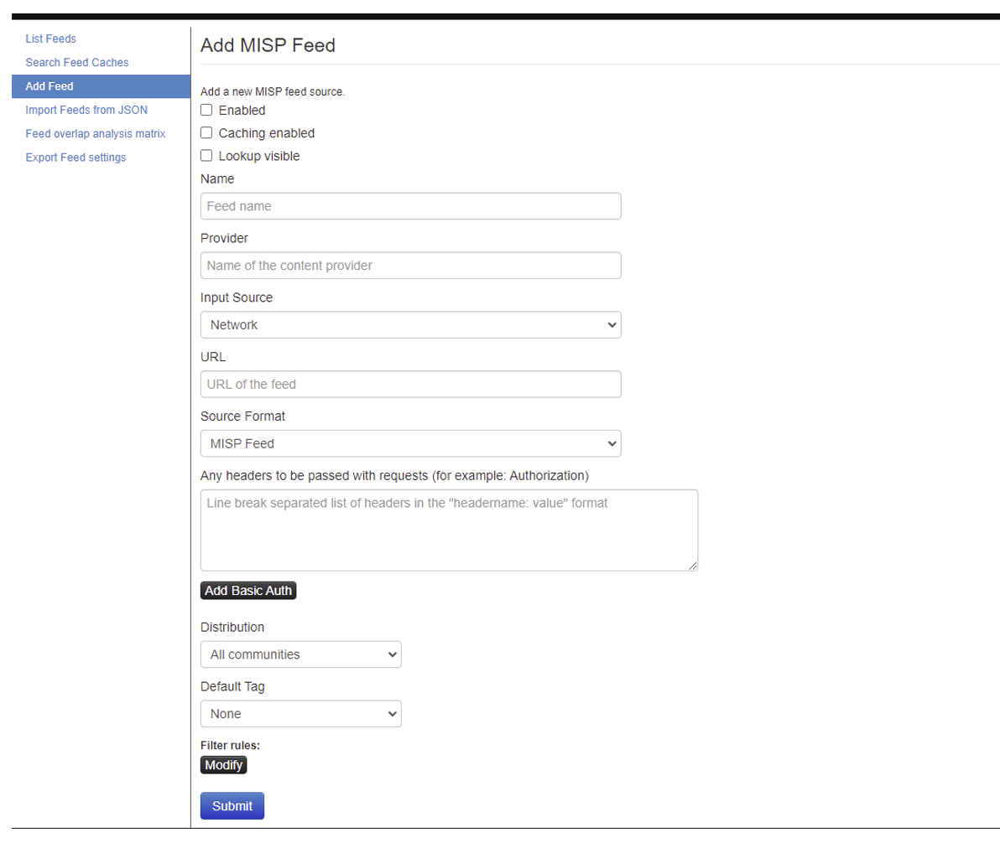 List Feeds
Search Feed Caches
Add Feed
Import Feeds from JSON
Feed overlap analysis matrix
Export Feed settings
Add MISP Feed
Add a new MISP feed source.
Enabled
Caching enabled
Lookup visible
Name
Feed name
Provider
Name of the content provider
Input Source
Network
URL
URL of the feed
Source Format
MISP Feed
Any headers to be passed with requests (for example: Authorization)
Line break separated list of headers in the "headername: value" format
Add Basic Auth
Distribution
All communities
Default Tag
None
Filter rules:
Modify
Submit